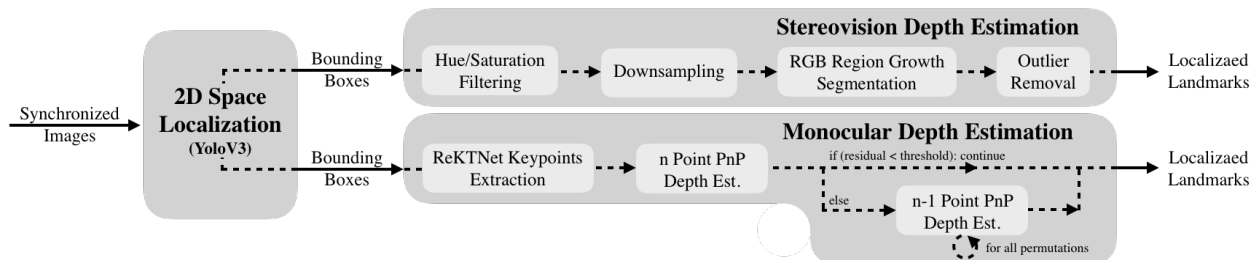 Synchronized
Images
2D Space
Localization
(YoloV3)
Bounding
Boxes
Stereovision Depth Estimation
Hue/Saturation
Filtering
Downsampling
RGB Region Growth
Segmentation
Outlier
Removal
Localizaed
Landmarks
Bounding
Boxes
Monocular Depth Estimation
ReKTNet Keypoints
Extraction
n Point PnP
Depth Est.
if (residual < threshold): continue
else
n-1 Point PnP
Depth Est.
for all permutations
Localizaed
Landmarks